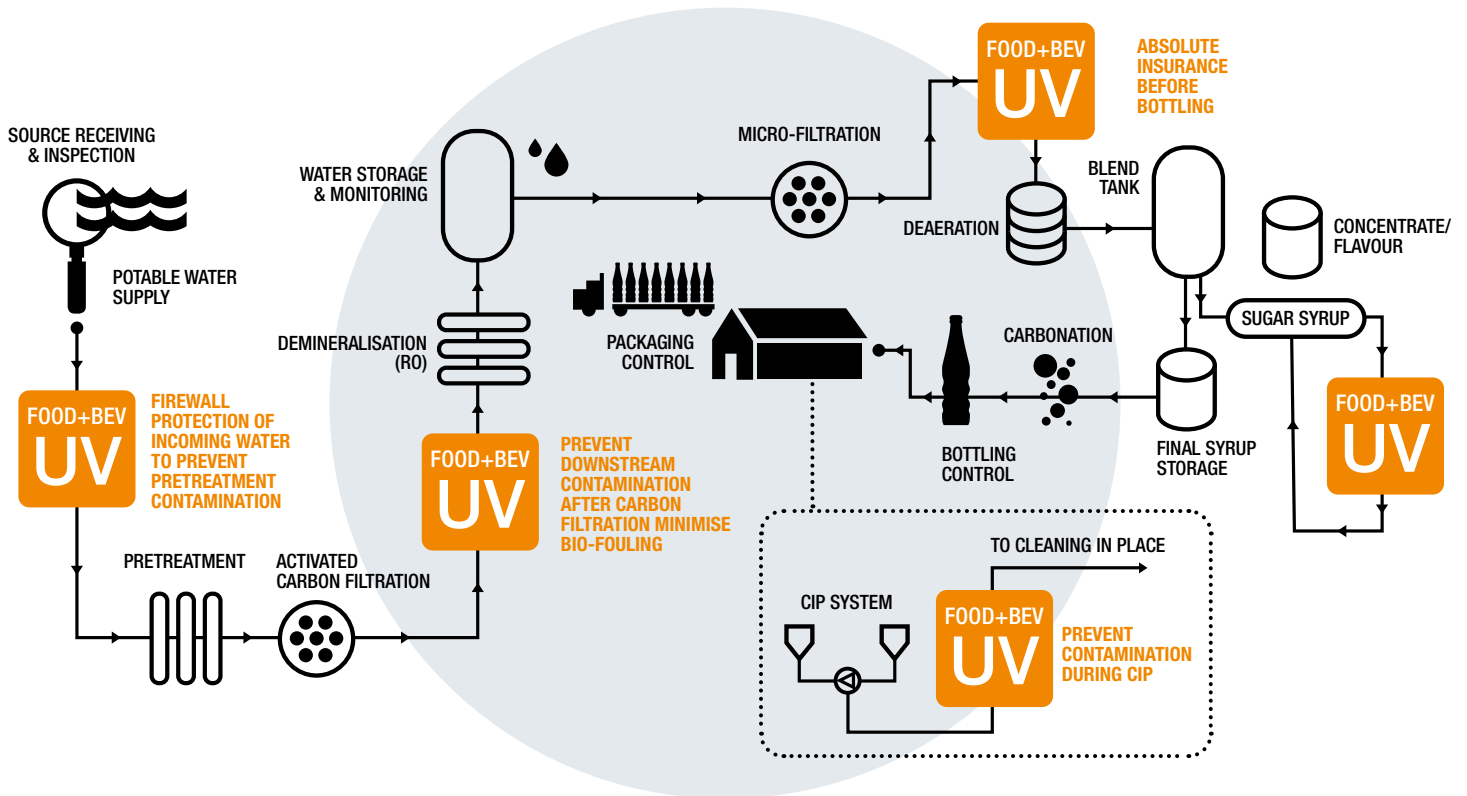 SOURCE RECEIVING
& INSPECTION
POTABLE WATER
SUPPLY
FOOD+BEV
UV
FIREWALL
PROTECTION OF
INCOMING WATER
TO PREVENT
PRETREATMENT
CONTAMINATION
PRETREATMENT
ACTIVATED
CARBON FILTRATION
FOOD+BEV
UV
PREVENT
DOWNSTREAM
CONTAMINATION
AFTER CARBON
FILTRATION MINIMISE
BIO-FOULING
DEMINERALISATION
(RO)
WATER STORAGE
& MONITORING
MICRO-FILTRATION
FOOD+BEV
UV
ABSOLUTE
INSURANCE
BEFORE
BOTTLING
DEAERATION
BLEND
TANK
CONCENTRATE/
FLAVOUR
SUGAR SYRUP
FOOD+BEV
UV
FINAL SYRUP
STORAGE
CARBONATION
BOTTLING
CONTROL
PACKAGING
CONTROL
TO CLEANING IN PLACE
CIP SYSTEM
FOOD+BEV
UV
PREVENT
CONTAMINATION
DURING CIP